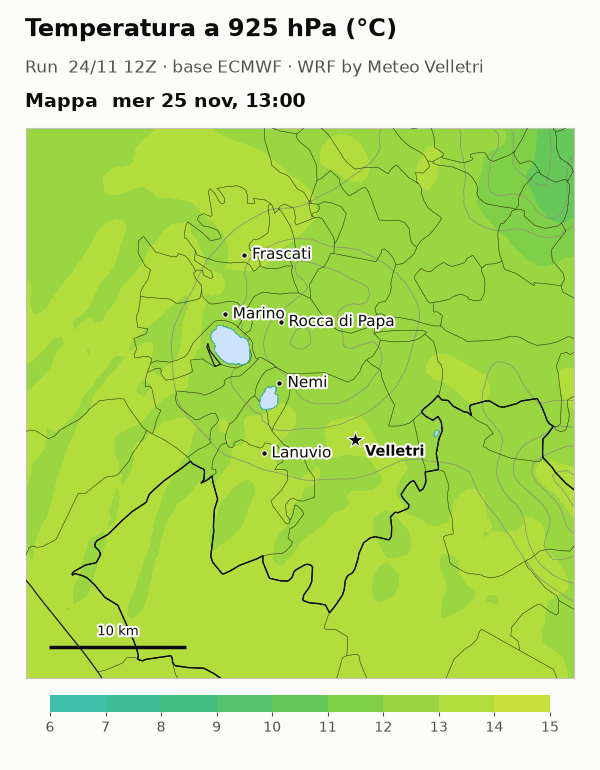 Temperatura a 925 hPa (°C)
Run  24/11 12Z · base ECMWF · WRF by Meteo Velletri
Mappa  mer 25 nov, 13:00
Frascati
Marino
Rocca di Papa
Nemi
Velletri
Lanuvio
10 km
6 7 8 9 10 11 12 13 14 15